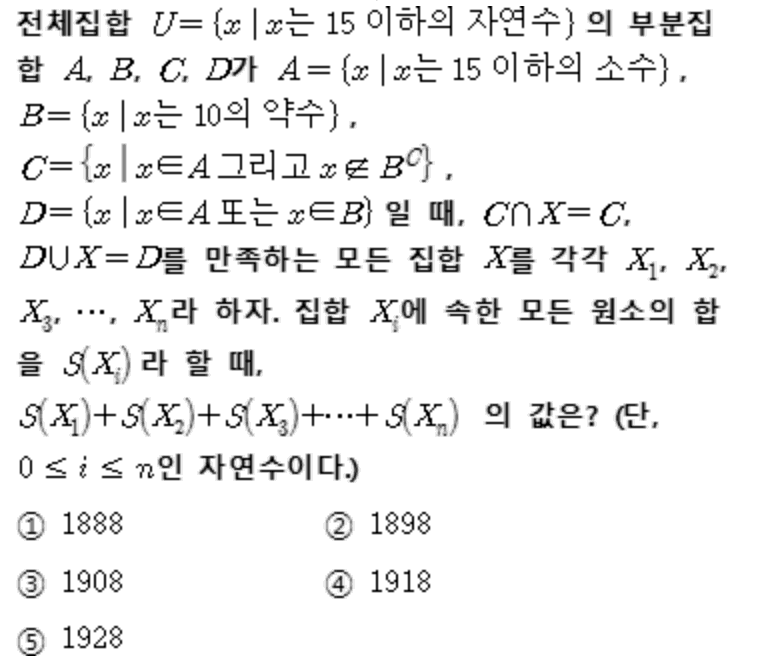 전체집합 U={x | x는 15 이하의 자연수}의 부분집
합 A, B, C, D가 A={x | x는 15 이하의 소수},
B={x | x는 10의 약수},
C={x | x∈A 그리고 x∉B^C},
D={x | x∈A 또는 x∈B} 일 때, C∩X=C,
D∪X=D를 만족하는 모든 집합 X를 각각 X₁, X₂,
X₃, ⋯, Xₙ라 하자. 집합 Xᵢ에 속한 모든 원소의 합
을 S(Xᵢ)라 할 때,
S(X₁)+S(X₂)+S(X₃)+⋯+S(Xₙ) 의 값은? (단,
0 ≤ i ≤ n인 자연수이다.)
① 1888 ② 1898
③ 1908 ④ 1918
⑤ 1928